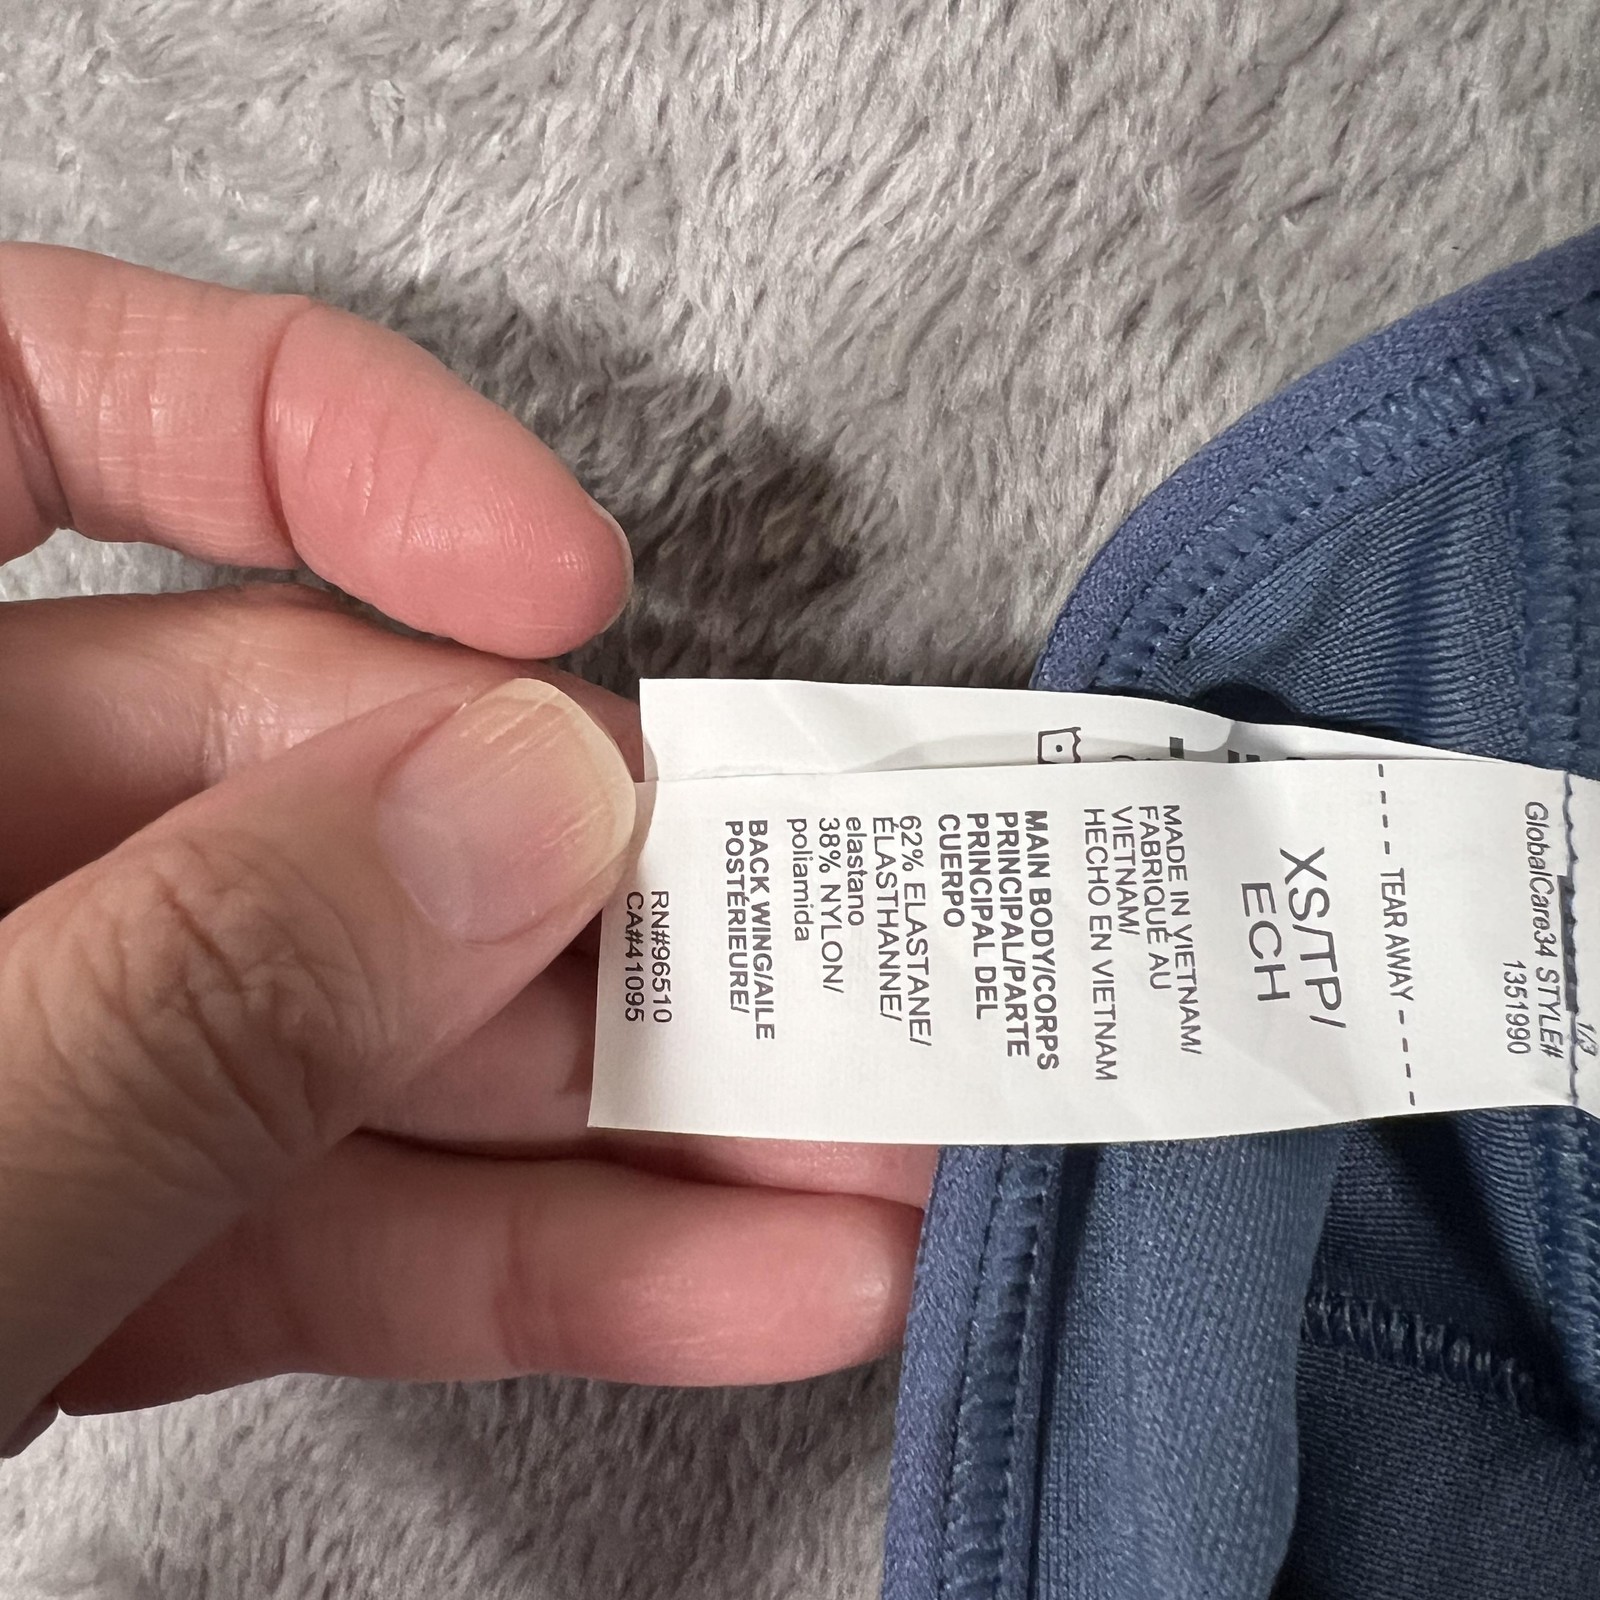 1/3
GlobalCare34 STYLE#
1351990
- - - TEAR AWAY - - - -
XS/TP/
ECH
MADE IN VIETNAM/
FABRIQUÉ AU
VIETNAM/
HECHO EN VIETNAM
MAIN BODY/CORPS
PRINCIPAL/PARTE
PRINCIPAL DEL
CUERPO
62% ELASTANE/
ÉLASTHANNE/
elastano
38% NYLON/
poliamida
BACK WING/AILE
POSTÉRIEURE/
RN#96510
CA#41095